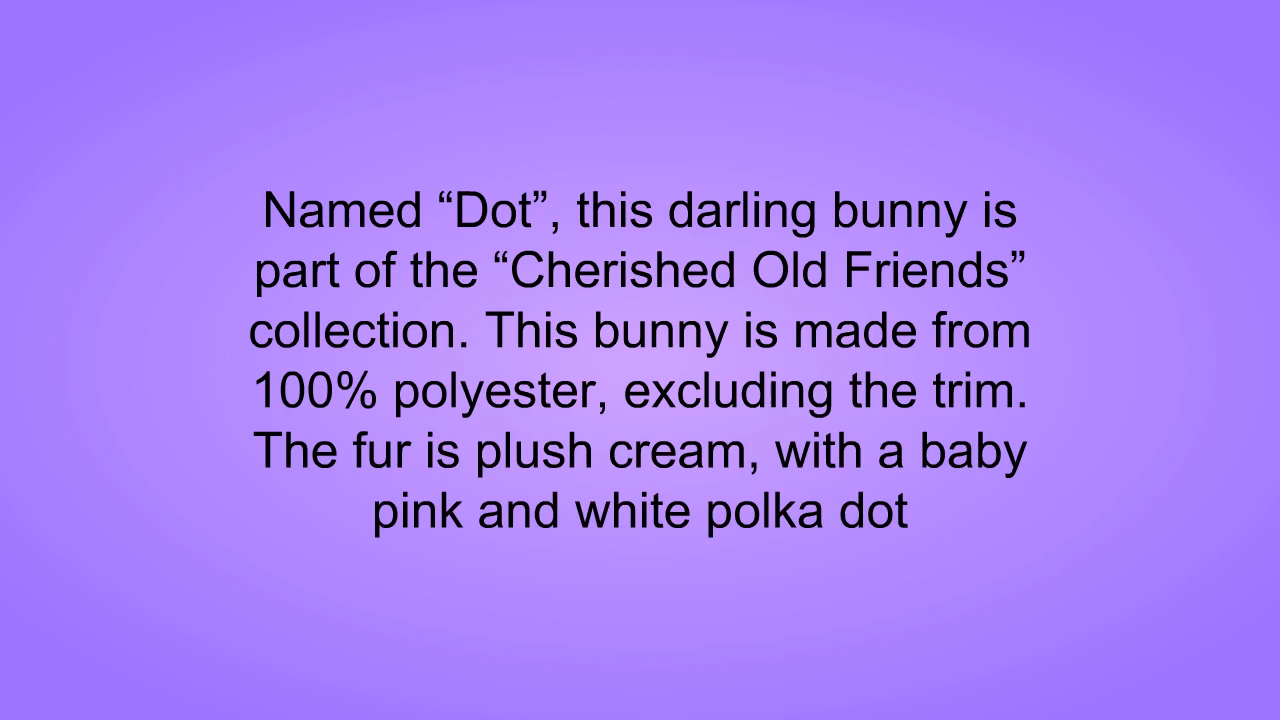 Named “Dot”, this darling bunny is
part of the “Cherished Old Friends”
collection. This bunny is made from
100% polyester, excluding the trim.
The fur is plush cream, with a baby
pink and white polka dot